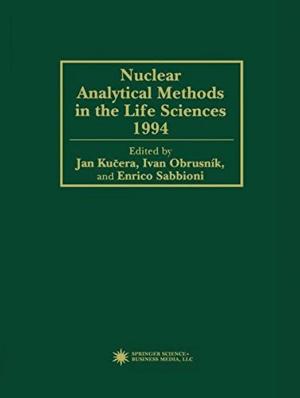 Nuclear
Analytical Methods
in the Life Sciences
1994
Edited by
Jan Kučera, Ivan Obrusník,
and Enrico Sabbioni
SPRINGER SCIENCE+
BUSINESS MEDIA, LLC